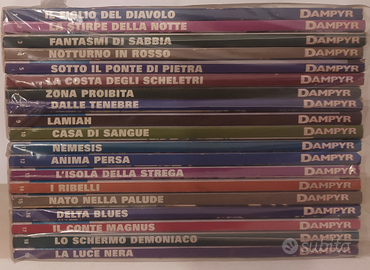 IL FIGLIO DEL DIAVOLO DAMPYR
LA STIRPE DELLA NOTTE DAMPYR
FANTASMI DI SABBIA DAMPYR
NOTTURNO IN ROSSO DAMPYR
SOTTO IL PONTE DI PIETRA DAMPYR
LA COSTA DEGLI SCHELETRI DAMPYR
ZONA PROIBITA DAMPYR
DALLE TENEBRE DAMPYR
LAMIAH DAMPYR
CASA DI SANGUE DAMPYR
NEMESIS DAMPYR
ANIMA PERSA DAMPYR
L'ISOLA DELLA STREGA DAMPYR
I RIBELLI DAMPYR
NATO NELLA PALUDE DAMPYR
DELTA BLUES DAMPYR
IL CONTE MAGNUS DAMPYR
LO SCHERMO DEMONIACO DAMPYR
LA LUCE NERA DAMPYR
subito